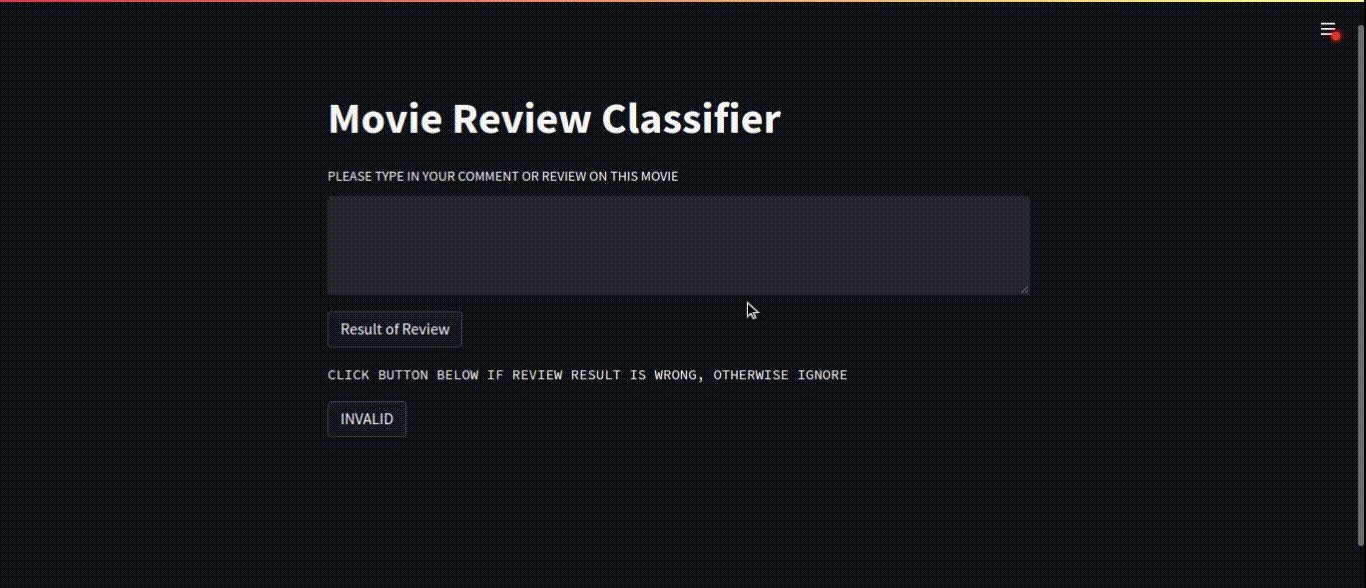 Movie Review Classifier
PLEASE TYPE IN YOUR COMMENT OR REVIEW ON THIS MOVIE
Result of Review
CLICK BUTTON BELOW IF REVIEW RESULT IS WRONG, OTHERWISE IGNORE
INVALID